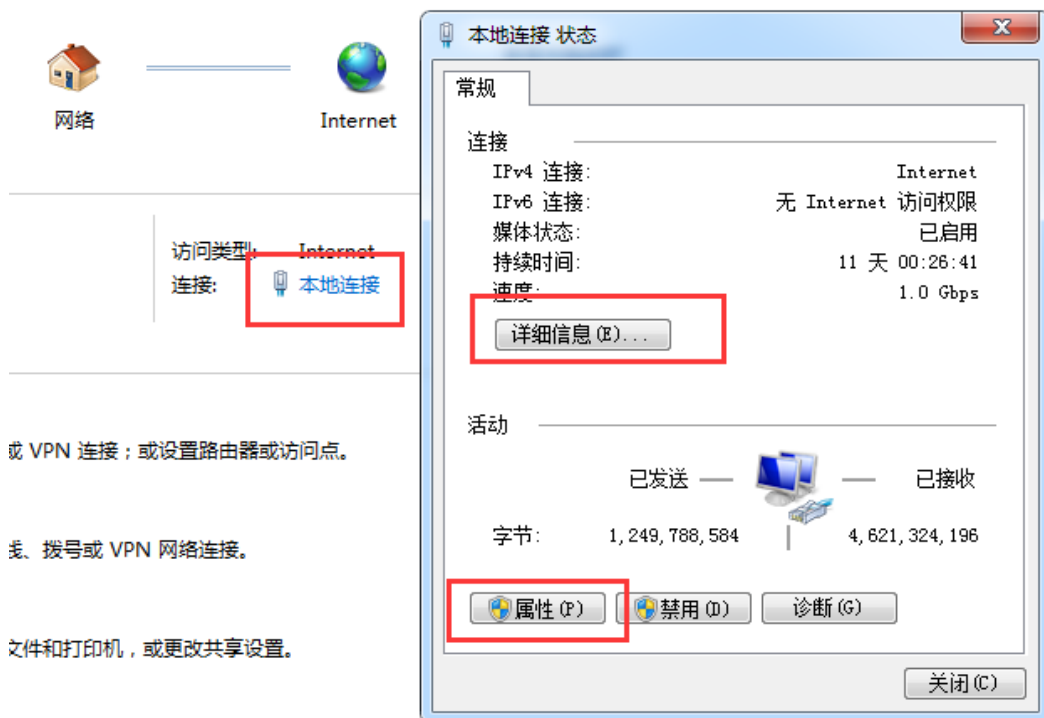 网络
Internet
访问类型: Internet
连接: 本地连接
或 VPN 连接；或设置路由器或访问点。
线、拨号或 VPN 网络连接。
文件和打印机，或更改共享设置。
本地连接 状态
常规
连接
IPv4 连接: Internet
IPv6 连接: 无 Internet 访问权限
媒体状态: 已启用
持续时间: 11 天 00:26:41
速度: 1.0 Gbps
详细信息(E)...
活动
已发送 — — 已接收
字节: 1,249,788,584 | 4,621,324,196
属性(P) 禁用(D) 诊断(G)
关闭(C)